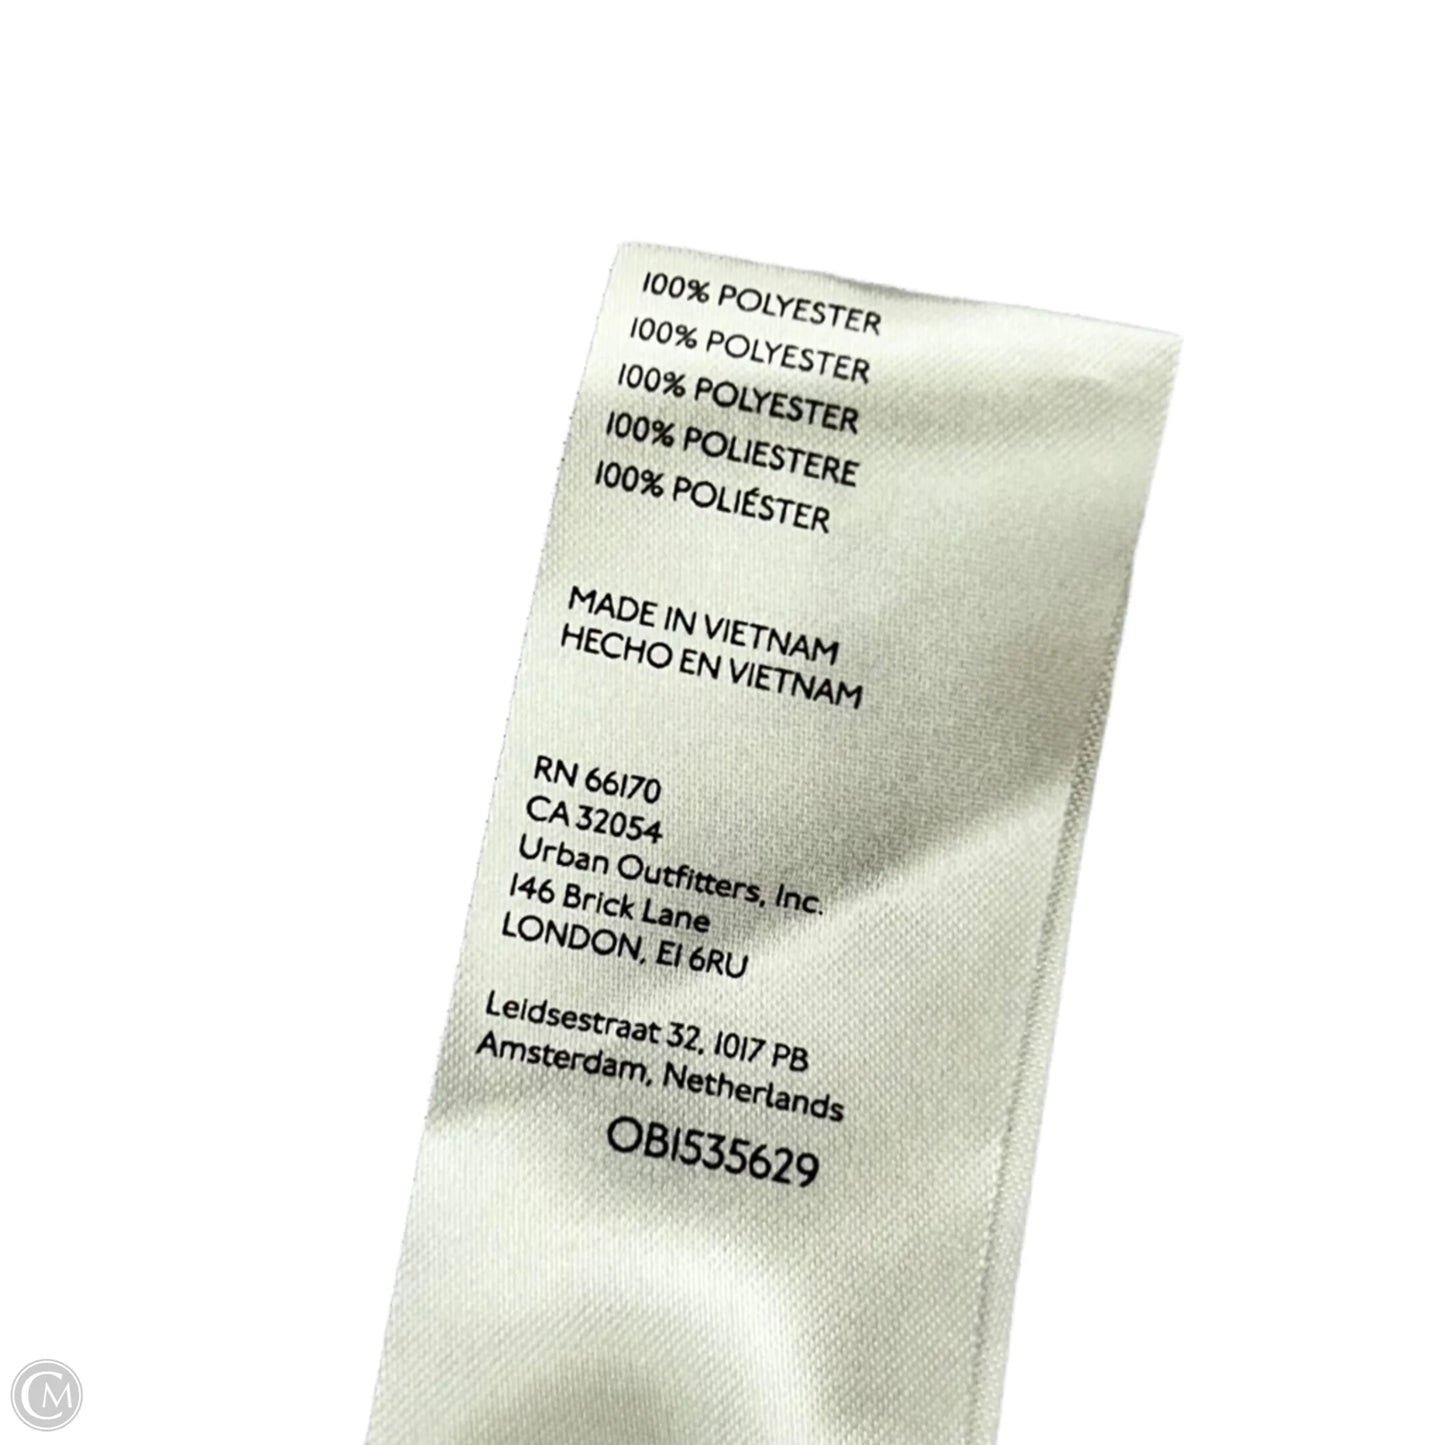 100% POLYESTER
100% POLYESTER
100% POLYESTER
100% POLIESTERE
100% POLIÉSTER
MADE IN VIETNAM
HECHO EN VIETNAM
RN 66170
CA 32054
Urban Outfitters, Inc.
146 Brick Lane
LONDON, E1 6RU
Leidsestraat 32, 1017 PB
Amsterdam, Netherlands
OB1535629
CM